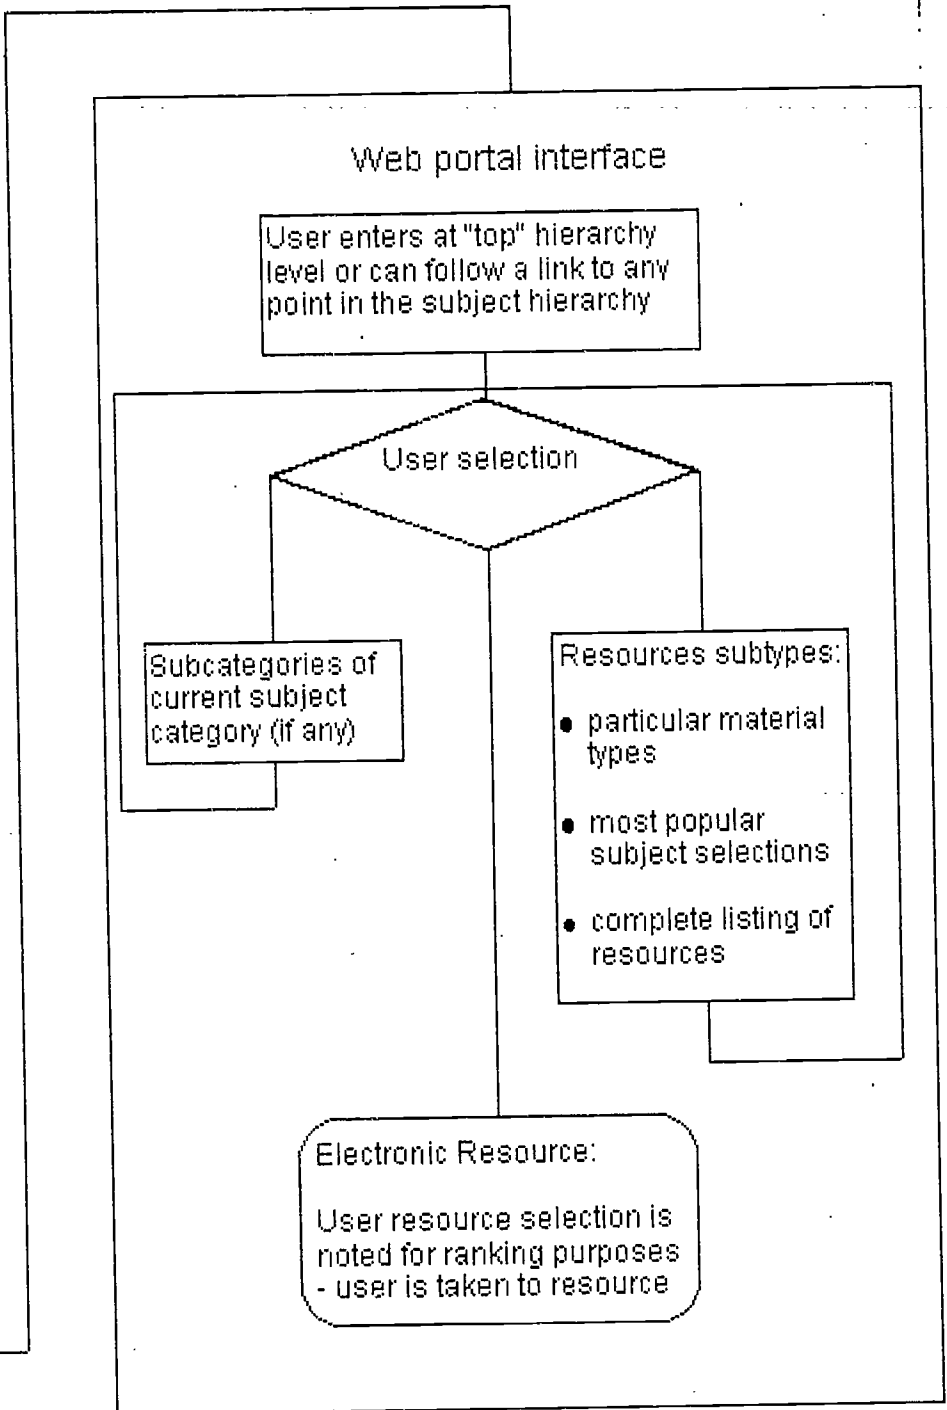 Web portal interface
User enters at "top" hierarchy
level or can follow a link to any
point in the subject hierarchy
User selection
Subcategories of
current subject
category (if any)
Resources subtypes:
● particular material
types
● most popular
subject selections
● complete listing of
resources
Electronic Resource:
User resource selection is
noted for ranking purposes
- user is taken to resource